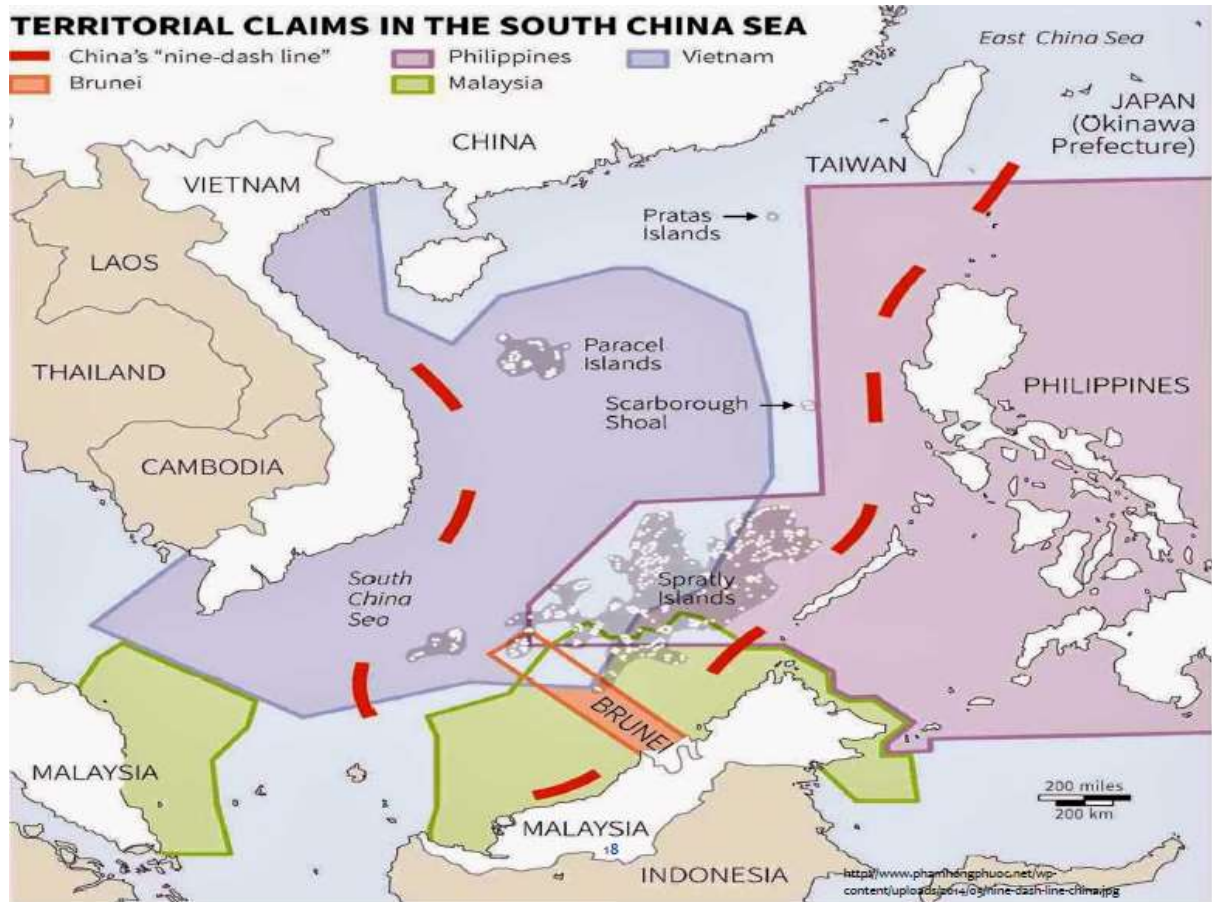 TERRITORIAL CLAIMS IN THE SOUTH CHINA SEA
China's "nine-dash line"
Philippines
Vietnam
Brunei
Malaysia
East China Sea
JAPAN
(Okinawa
Prefecture)
CHINA
TAIWAN
VIETNAM
Pratas
Islands
LAOS
Paracel
Islands
THAILAND
PHILIPPINES
Scarborough
Shoal
CAMBODIA
South
China
Sea
Spratly
Islands
BRUNEI
MALAYSIA
200 miles
200 km
MALAYSIA
18
INDONESIA
http://www.phamhongphuoc.net/wp-
content/uploads/2014/05/nine-dash-line-china.jpg